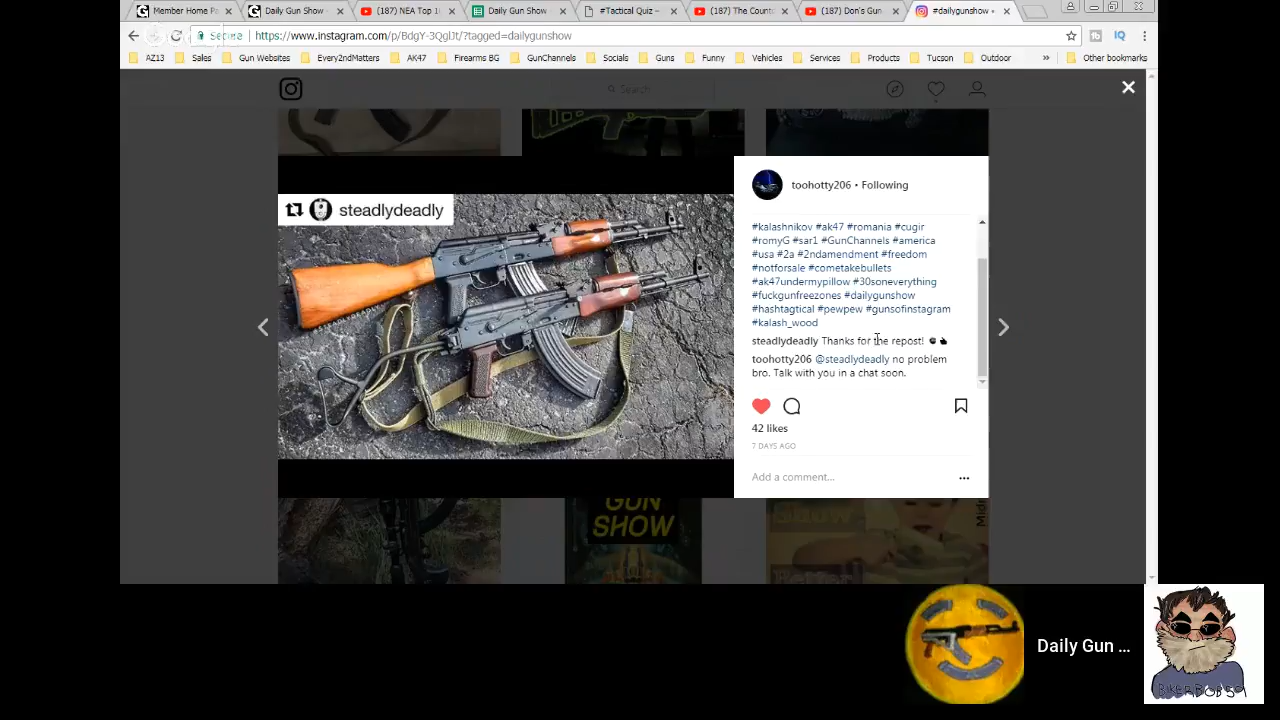 Member Home Pa
Daily Gun Show -
(187) NEA Top 1
Daily Gun Show
#Tactical Quiz -
(187) The Count
(187) Don's Gun
#dailygunshow •
Secure
https://www.instagram.com/p/BdgY-3QglJt/?tagged=dailygunshow
AZ13
Sales
Gun Websites
Every2ndMatters
AK47
Firearms BG
GunChannels
Socials
Guns
Funny
Vehicles
Services
Products
Tucson
Outdoor
»
Other bookmarks
Search
steadlydeadly
toohotty206 • Following
#kalashnikov #ak47 #romania #cugir
#romyG #sar1 #GunChannels #america
#usa #2a #2ndamendment #freedom
#notforsale #cometakebullets
#ak47undermypillow #30soneverything
#fuckgunfreezones #dailygunshow
#hashtagtical #pewpew #gunsofinstagram
#kalash_wood
steadlydeadly Thanks for the repost!
toohotty206 @steadlydeadly no problem
bro. Talk with you in a chat soon.
42 likes
7 DAYS AGO
Add a comment...
GUN
SHOW
Daily Gun ...
BIKERBOB59